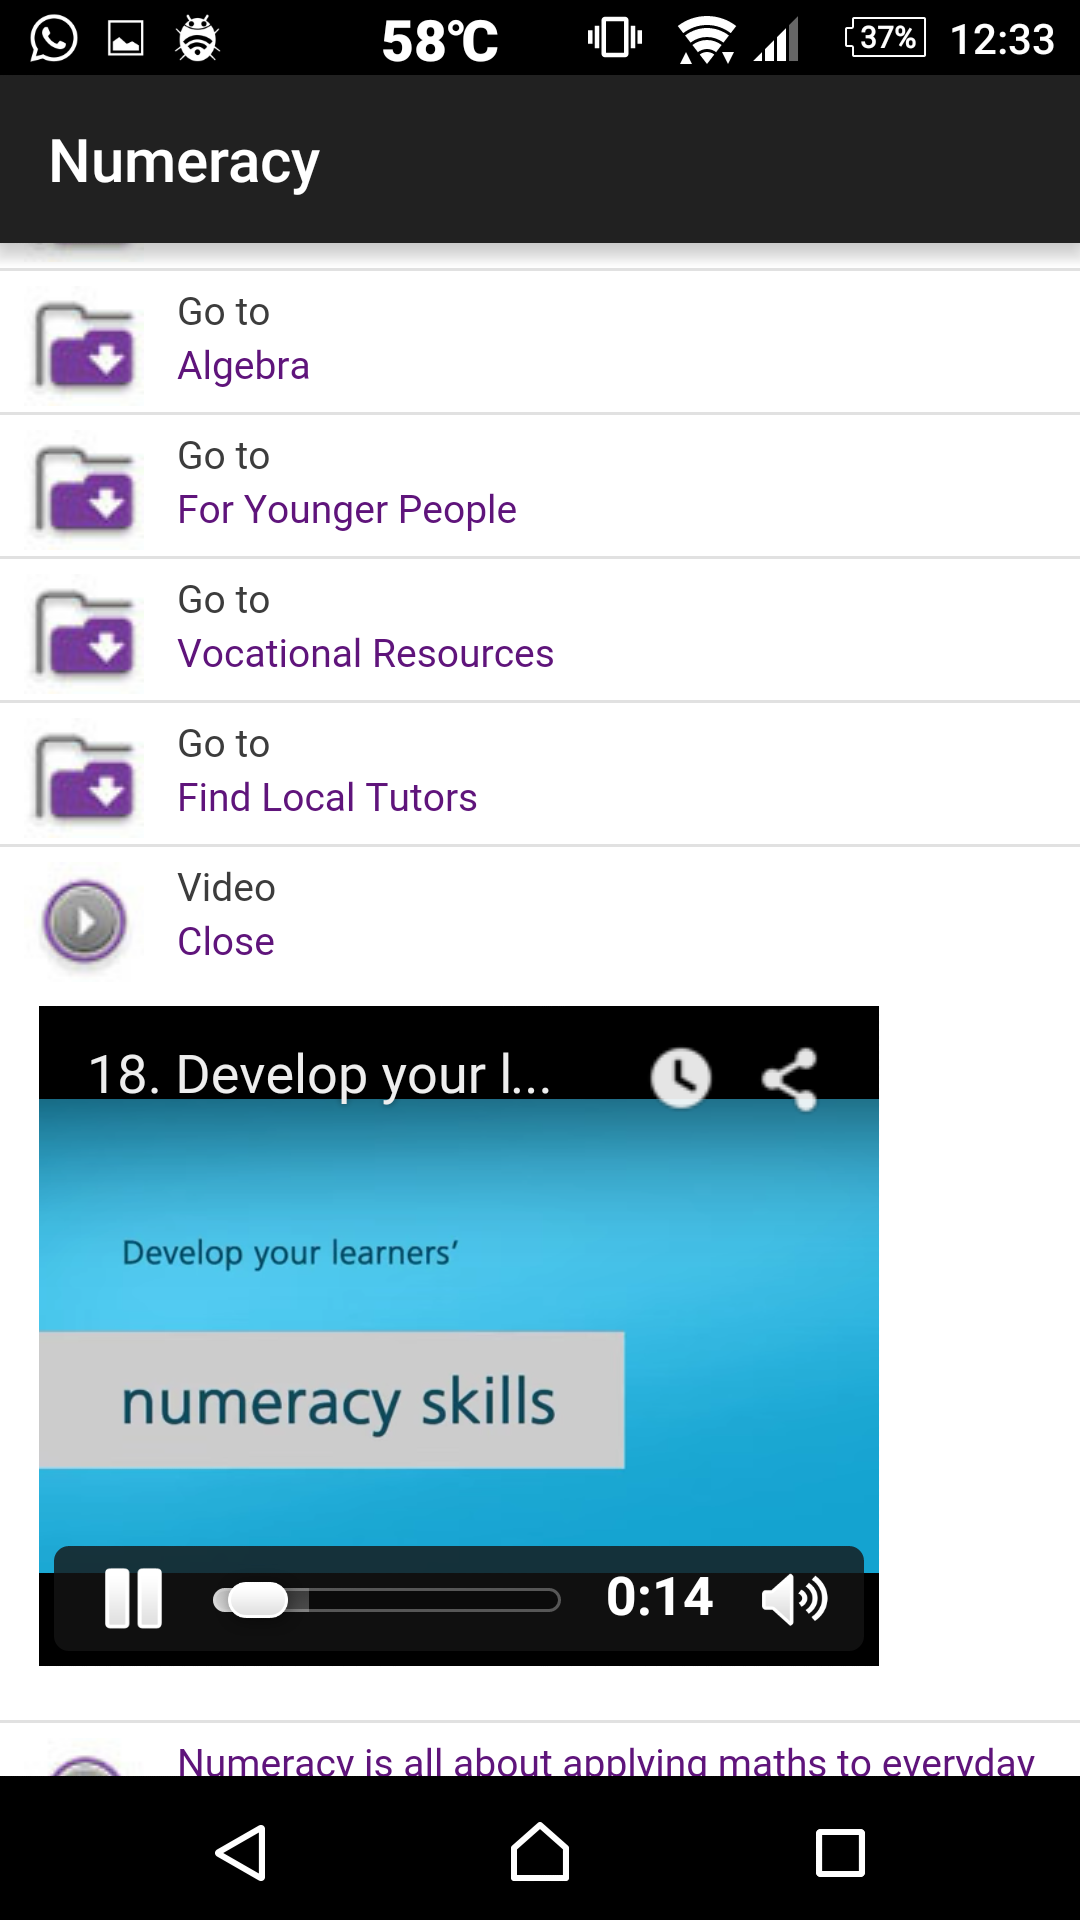 58°C 37% 12:33
Numeracy
Go to
Algebra
Go to
For Younger People
Go to
Vocational Resources
Go to
Find Local Tutors
Video
Close
18. Develop your l...
Develop your learners’
numeracy skills
0:14
Numeracy is all about applying maths to everyday